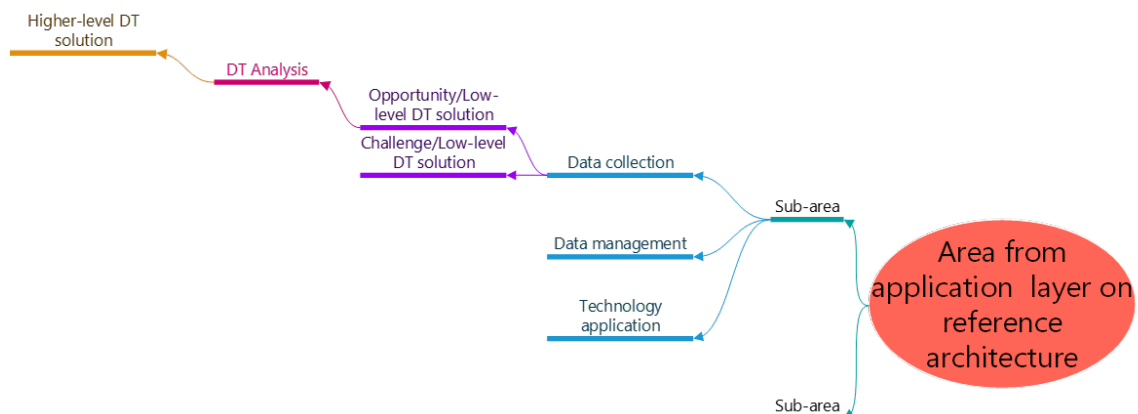 Higher-level DT
solution
DT Analysis
Opportunity/Low-
level DT solution
Challenge/Low-level
DT solution
Data collection
Sub-area
Data management
Technology
application
Area from
application layer on
reference
architecture
Sub-area